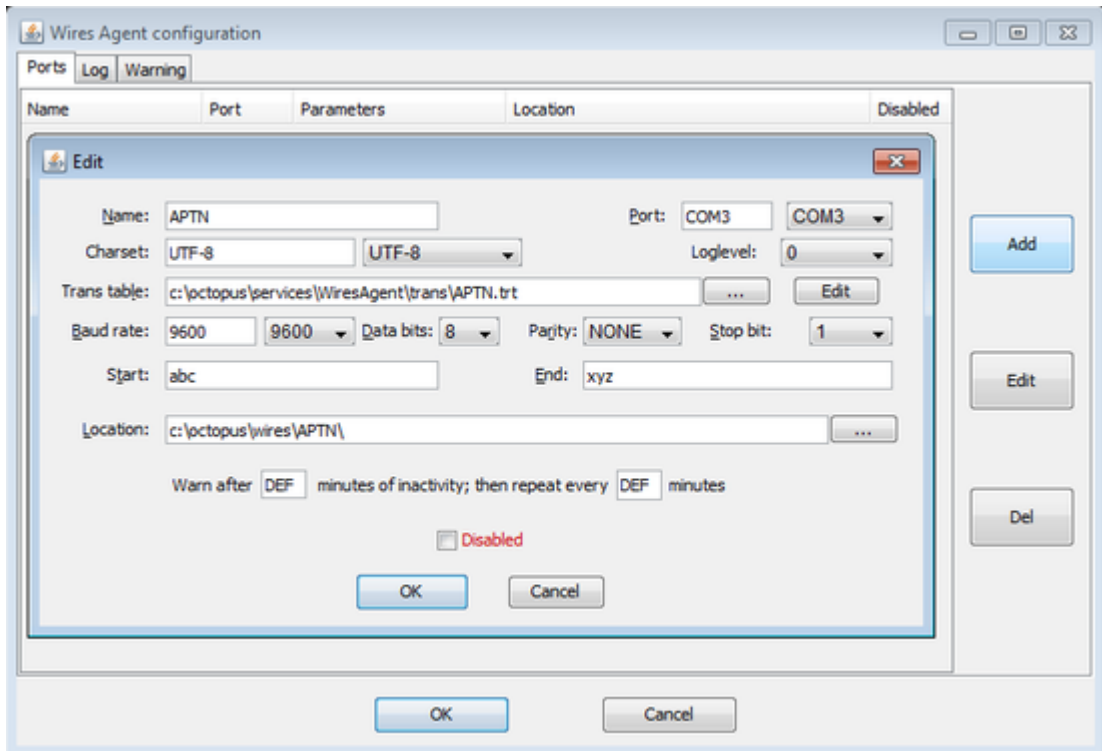 Wires Agent configuration
Ports Log Warning
Name Port Parameters Location Disabled
Edit
Name: APTN Port: COM3 COM3
Charset: UTF-8 UTF-8 Loglevel: 0
Trans table: c:\octopus\services\WiresAgent\trans\APTN.trt ... Edit
Baud rate: 9600 9600 Data bits: 8 Parity: NONE Stop bit: 1
Start: abc End: xyz
Location: c:\octopus\wires\APTN\ ...
Warn after DEF minutes of inactivity; then repeat every DEF minutes
Disabled
OK Cancel
Add
Edit
Del
OK Cancel